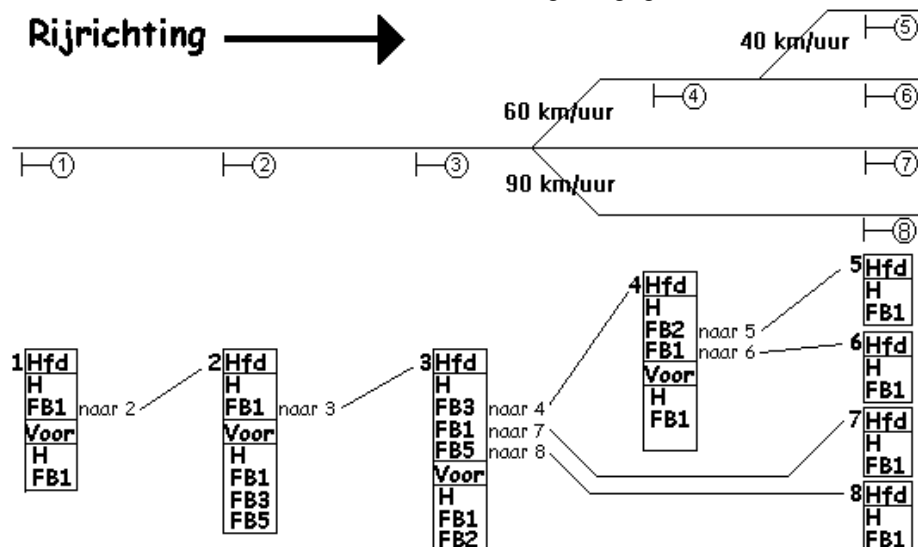 Rijrichting
40 km/uur
5
60 km/uur
4
6
1
2
3
7
90 km/uur
8
1 Hfd
H
FB1 naar 2
Voor
H
FB1
2 Hfd
H
FB1 naar 3
Voor
H
FB1
FB3
FB5
3 Hfd
H
FB3 naar 4
FB1 naar 7
FB5 naar 8
Voor
H
FB1
FB2
4 Hfd
H
FB2 naar 5
FB1 naar 6
Voor
H
FB1
5 Hfd
H
FB1
6 Hfd
H
FB1
7 Hfd
H
FB1
8 Hfd
H
FB1